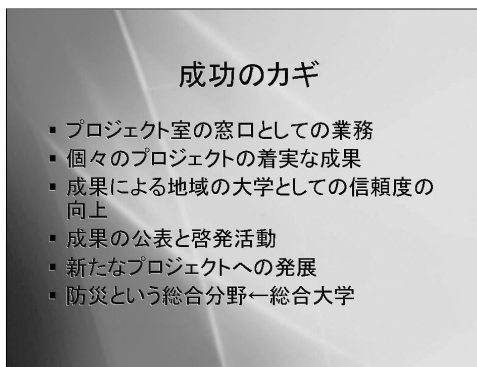 成功のカギ
▪ プロジェクト室の窓口としての業務
▪ 個々のプロジェクトの着実な成果
▪ 成果による地域の大学としての信頼度の
向上
▪ 成果の公表と啓発活動
▪ 新たなプロジェクトへの発展
▪ 防災という総合分野←総合大学